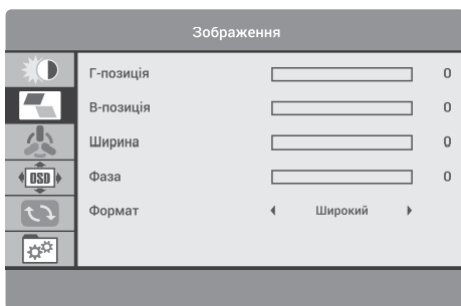 Зображення
Г-позиція 0
В-позиція 0
Ширина 0
OSD Фаза 0
Формат Широкий